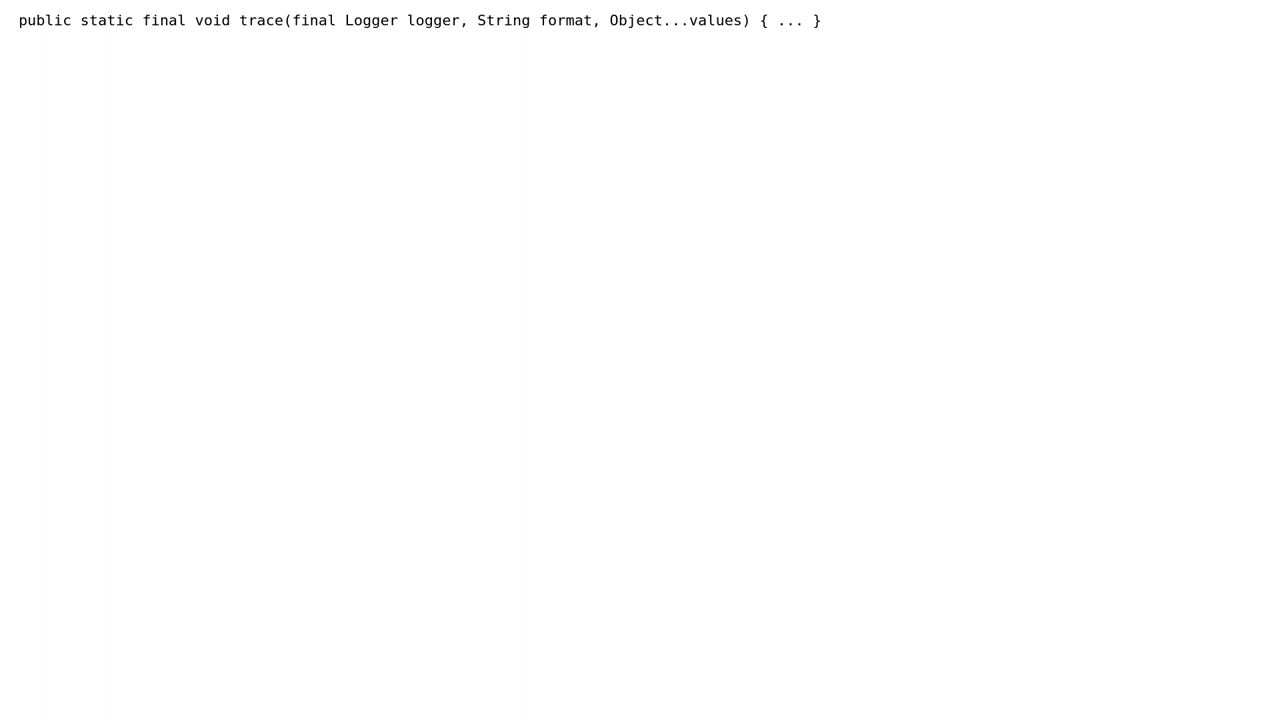 public static final void trace(final Logger logger, String format, Object...values) { ... }